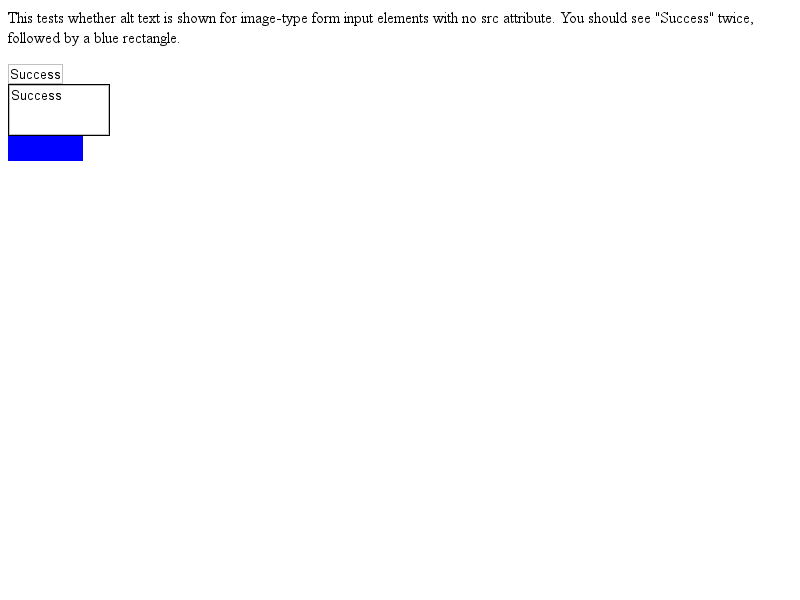 This tests whether alt text is shown for image-type form input elements with no src attribute. You should see "Success" twice,
followed by a blue rectangle.
Success
Success